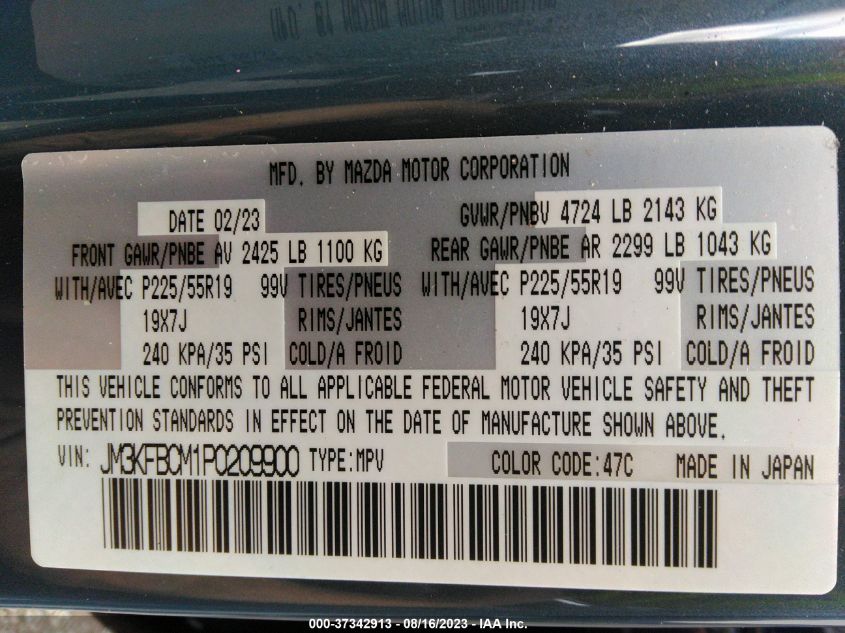 MFD. BY MAZDA MOTOR CORPORATION
DATE 02/23 GVWR/PNBV 4724 LB 2143 KG
FRONT GAWR/PNBE AV 2425 LB 1100 KG REAR GAWR/PNBE AR 2299 LB 1043 KG
WITH/AVEC P225/55R19 99V TIRES/PNEUS WITH/AVEC P225/55R19 99V TIRES/PNEUS
19X7J RIMS/JANTES 19X7J RIMS/JANTES
240 KPA/35 PSI COLD/A FROID 240 KPA/35 PSI COLD/A FROID
THIS VEHICLE CONFORMS TO ALL APPLICABLE FEDERAL MOTOR VEHICLE SAFETY AND THEFT
PREVENTION STANDARDS IN EFFECT ON THE DATE OF MANUFACTURE SHOWN ABOVE.
VIN: JM3KFBCM1P0209900 TYPE:MPV COLOR CODE:47C MADE IN JAPAN
000-37342913 - 08/16/2023 - IAA Inc.